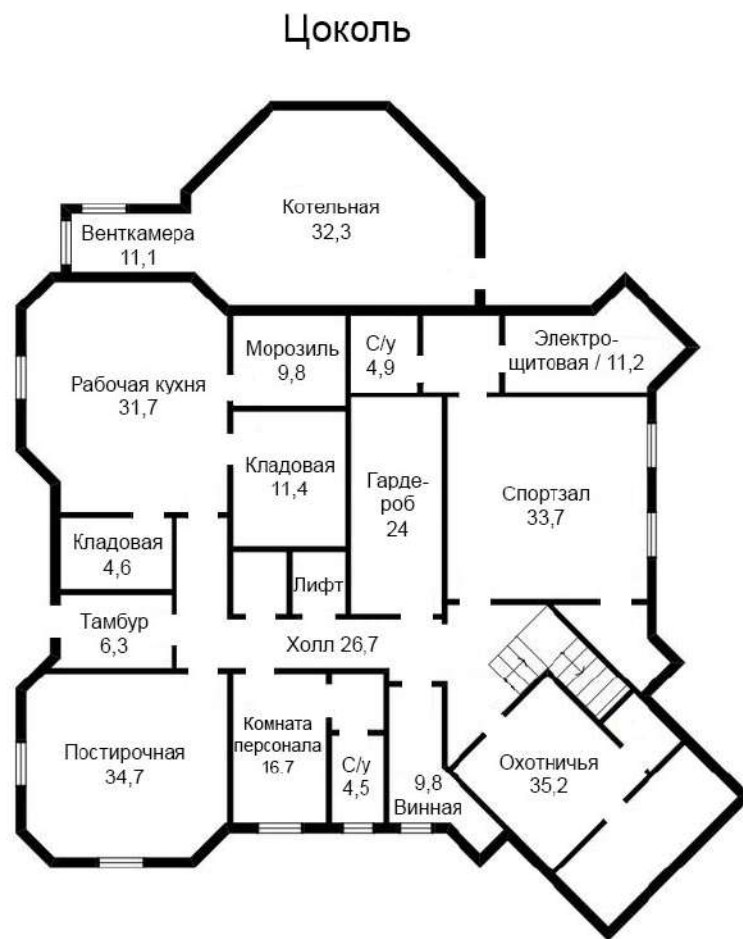 Цоколь
Котельная
32,3
Венткамера
11,1
Электро-
щитовая / 11,2
С/у
4,9
Морозиль
9,8
Рабочая кухня
31,7
Кладовая
11,4
Гарде-
роб
24
Спортзал
33,7
Кладовая
4,6
Лифт
Тамбур
6,3
Холл 26,7
Комната
персонала
16.7
Постирочная
34,7
С/у
4,5
9,8
Винная
Охотничья
35,2